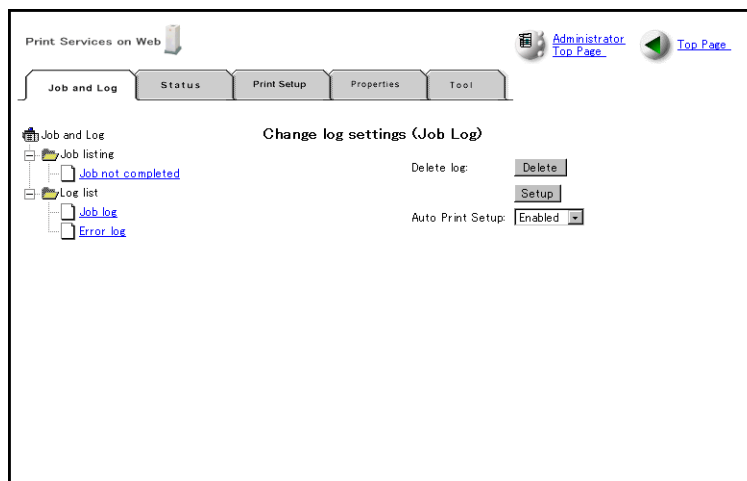 Print Services on Web
Administrator
Top Page
Top Page
Job and Log
Status
Print Setup
Properties
Tool
Job and Log
Job listing
Job not completed
Log list
Job log
Error log
Change log settings (Job Log)
Delete log:
Delete
Setup
Auto Print Setup:
Enabled